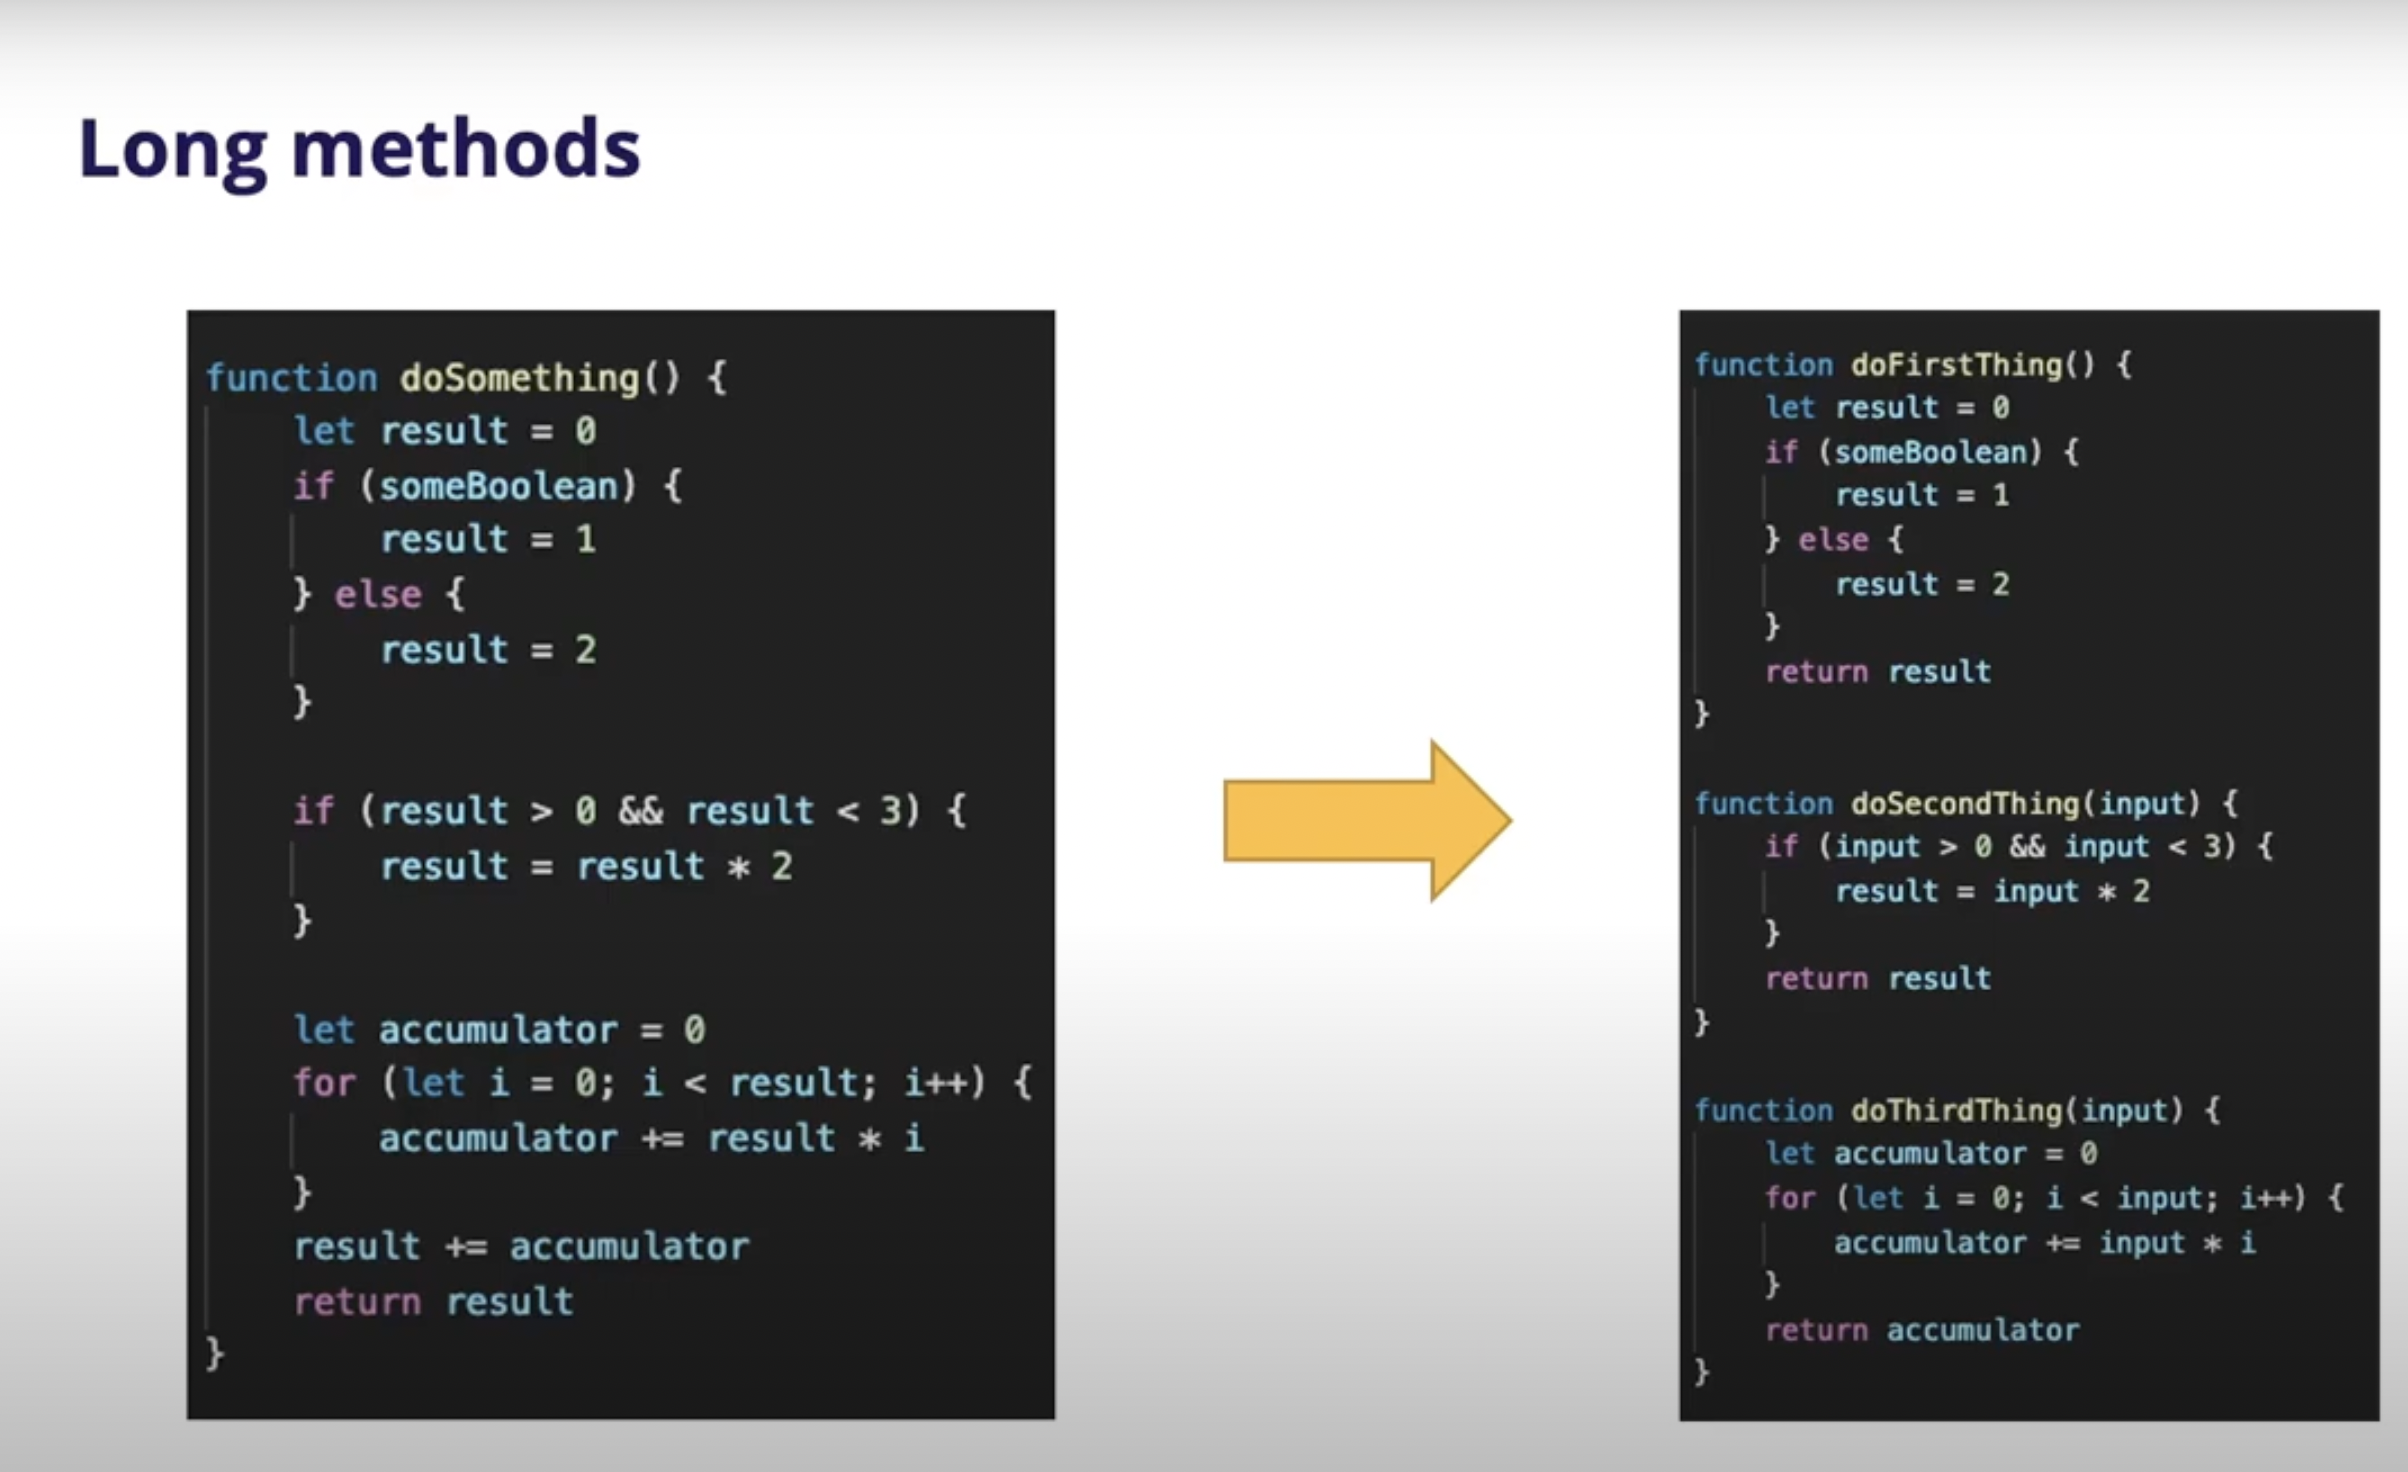 Long methods
function doSomething() {
    let result = 0
    if (someBoolean) {
        result = 1
    } else {
        result = 2
    }
    if (result > 0 && result < 3) {
        result = result * 2
    }
    let accumulator = 0
    for (let i = 0; i < result; i++) {
        accumulator += result * i
    }
    result += accumulator
    return result
}
function doFirstThing() {
    let result = 0
    if (someBoolean) {
        result = 1
    } else {
        result = 2
    }
    return result
}
function doSecondThing(input) {
    if (input > 0 && input < 3) {
        result = input * 2
    }
    return result
}
function doThirdThing(input) {
    let accumulator = 0
    for (let i = 0; i < input; i++) {
        accumulator += input * i
    }
    return accumulator
}